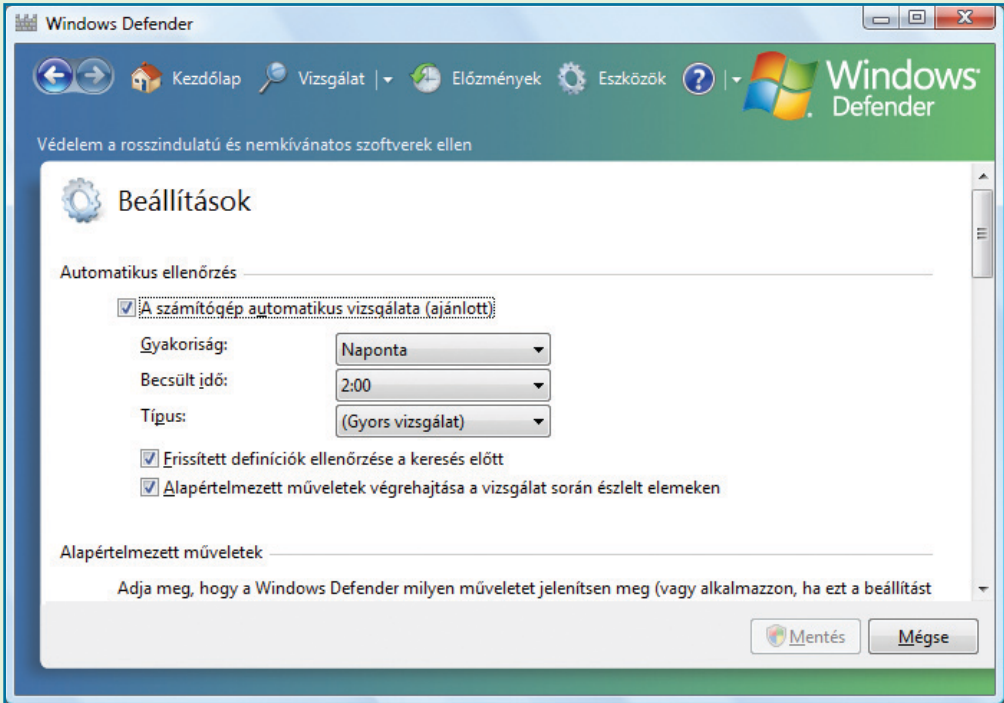 Windows Defender
Kezdőlap Vizsgálat Előzmények Eszközök ?
Windows Defender
Védelem a rosszindulatú és nemkívánatos szoftverek ellen
Beállítások
Automatikus ellenőrzés
A számítógép automatikus vizsgálata (ajánlott)
Gyakoriság: Naponta
Becsült idő: 2:00
Típus: (Gyors vizsgálat)
Frissített definíciók ellenőrzése a keresés előtt
Alapértelmezett műveletek végrehajtása a vizsgálat során észlelt elemeken
Alapértelmezett műveletek
Adja meg, hogy a Windows Defender milyen műveletet jelenítsen meg (vagy alkalmazzon, ha ezt a beállítást
Mentés Mégse